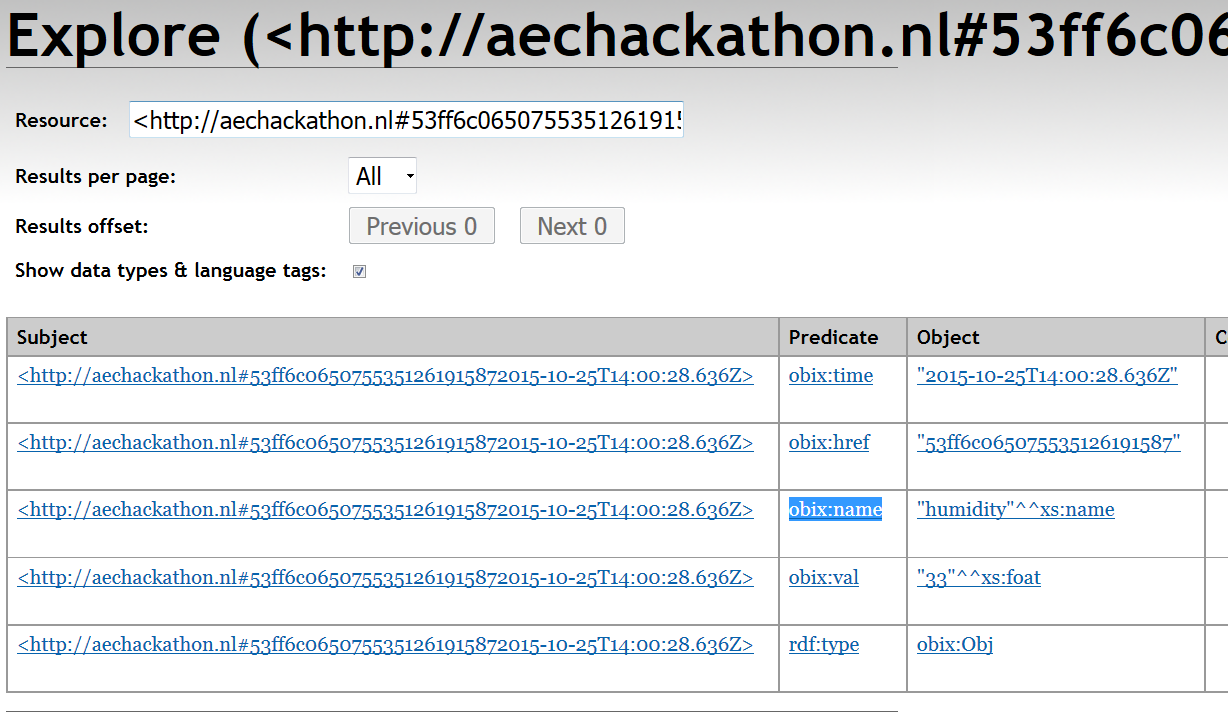 Explore (<http://aechackathon.nl#53ff6c06
Resource: <http://aechackathon.nl#53ff6c0650755351261915
Results per page: All
Results offset: Previous 0 Next 0
Show data types & language tags:
Subject Predicate Object C
<http://aechackathon.nl#53ff6c0650755351261915872015-10-25T14:00:28.636Z> obix:time "2015-10-25T14:00:28.636Z"
<http://aechackathon.nl#53ff6c0650755351261915872015-10-25T14:00:28.636Z> obix:href "53ff6c065075535126191587"
<http://aechackathon.nl#53ff6c0650755351261915872015-10-25T14:00:28.636Z> obix:name "humidity"^^xs:name
<http://aechackathon.nl#53ff6c0650755351261915872015-10-25T14:00:28.636Z> obix:val "33"^^xs:foat
<http://aechackathon.nl#53ff6c0650755351261915872015-10-25T14:00:28.636Z> rdf:type obix:Obj